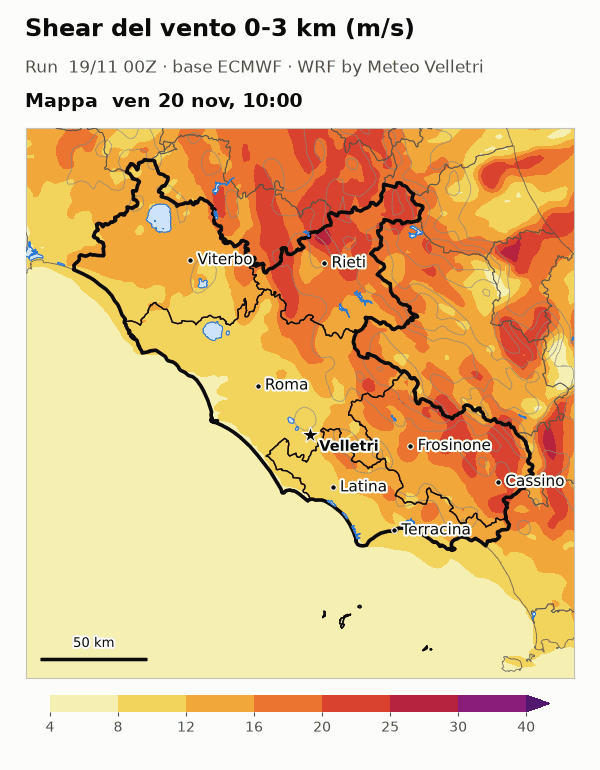 Shear del vento 0-3 km (m/s)
Run  19/11 00Z · base ECMWF · WRF by Meteo Velletri
Mappa  ven 20 nov, 10:00
Viterbo
Rieti
Roma
Velletri
Frosinone
Cassino
Latina
Terracina
50 km
4 8 12 16 20 25 30 40